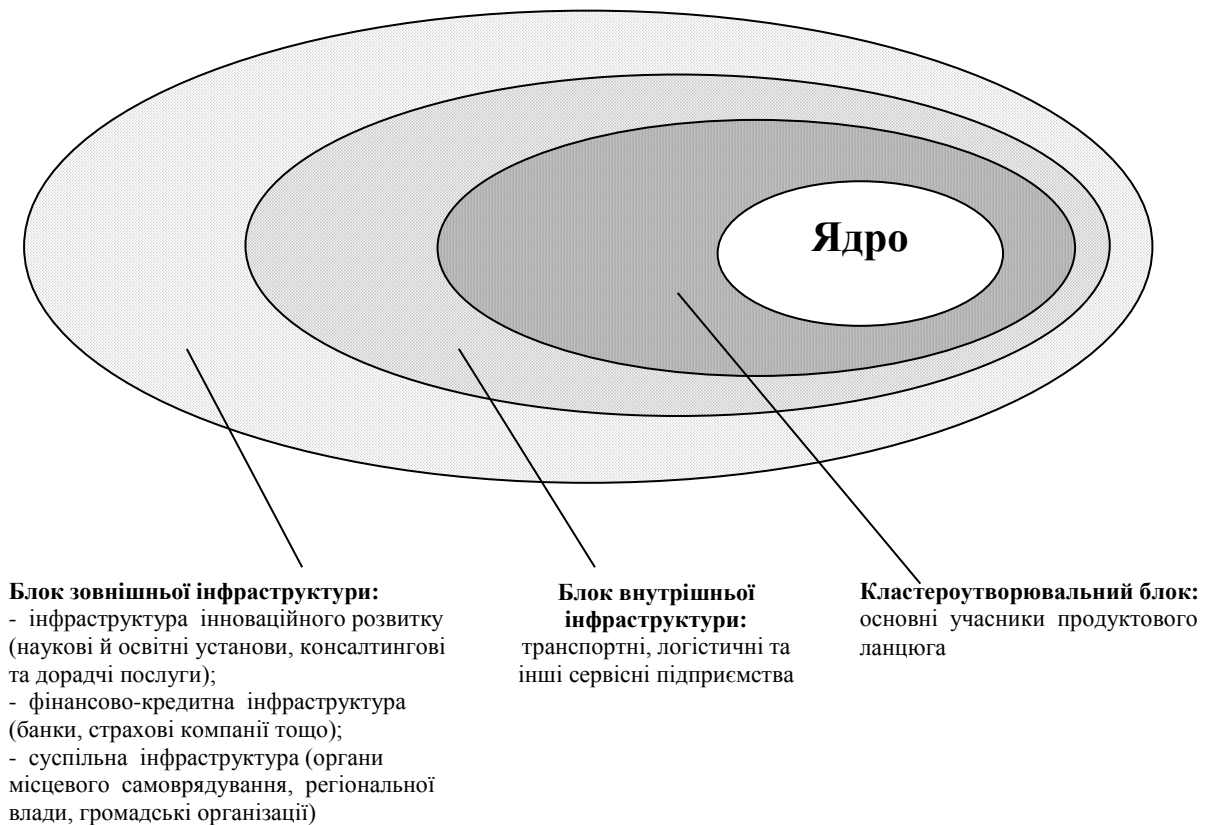 Ядро
Блок зовнішньої інфраструктури:
- інфраструктура інноваційного розвитку
(наукові й освітні установи, консалтингові
та дорадчі послуги);
- фінансово-кредитна інфраструктура
(банки, страхові компанії тощо);
- суспільна інфраструктура (органи
місцевого самоврядування, регіональної
влади, громадські організації)
Блок внутрішньої
інфраструктури:
транспортні, логістичні та
інші сервісні підприємства
Кластероутворювальний блок:
основні учасники продуктового
ланцюга